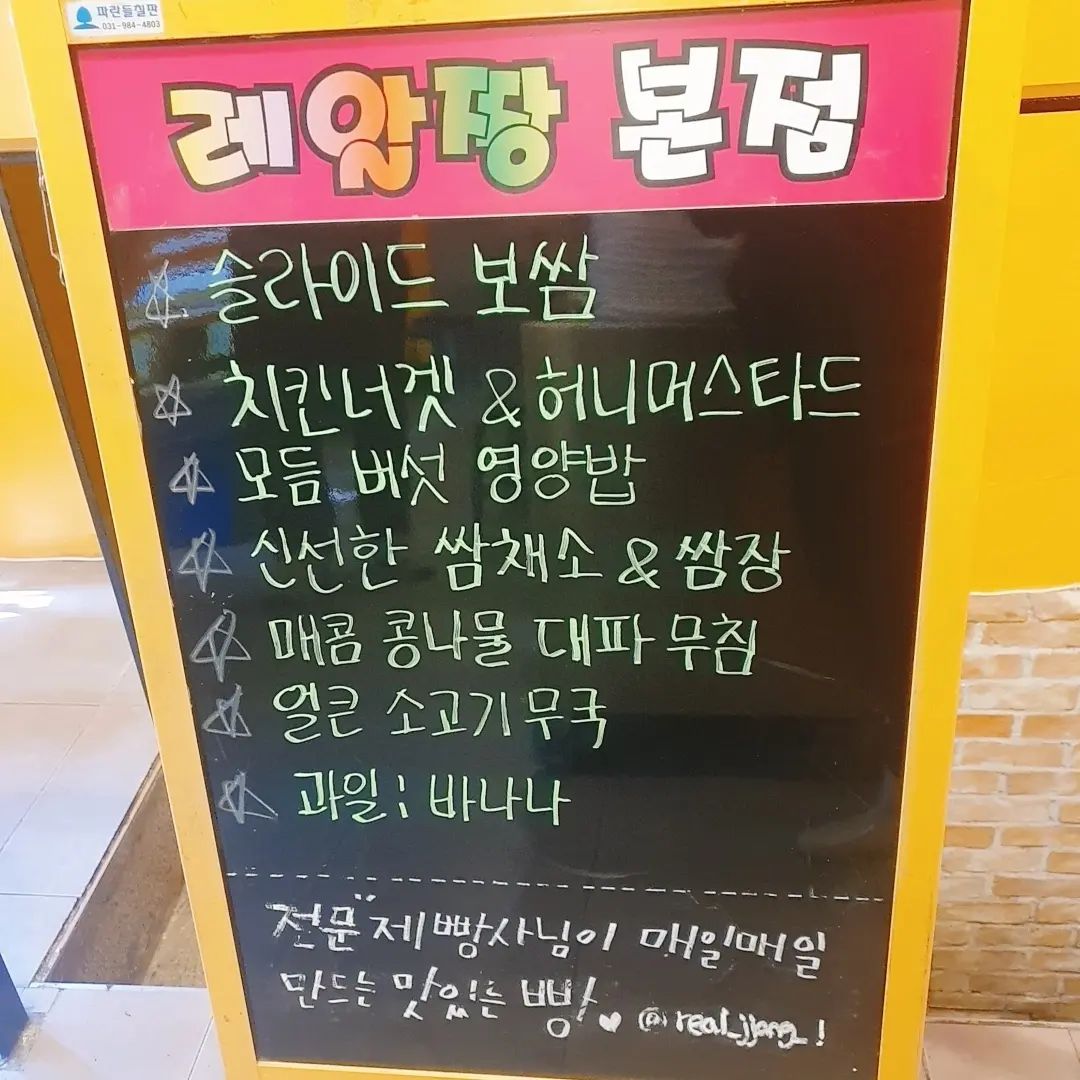 파란들칠판
031-984-4803
레알짱 본점
슬라이드 보쌈
치킨너겟 & 허니머스타드
모듬 버섯 영양밥
신선한 쌈채소 & 쌈장
매콤 콩나물 대파 무침
얼큰 소고기무국
과일 : 바나나
전문 제빵사님이 매일매일
만드는 맛있는 빵 @real_jjang_!